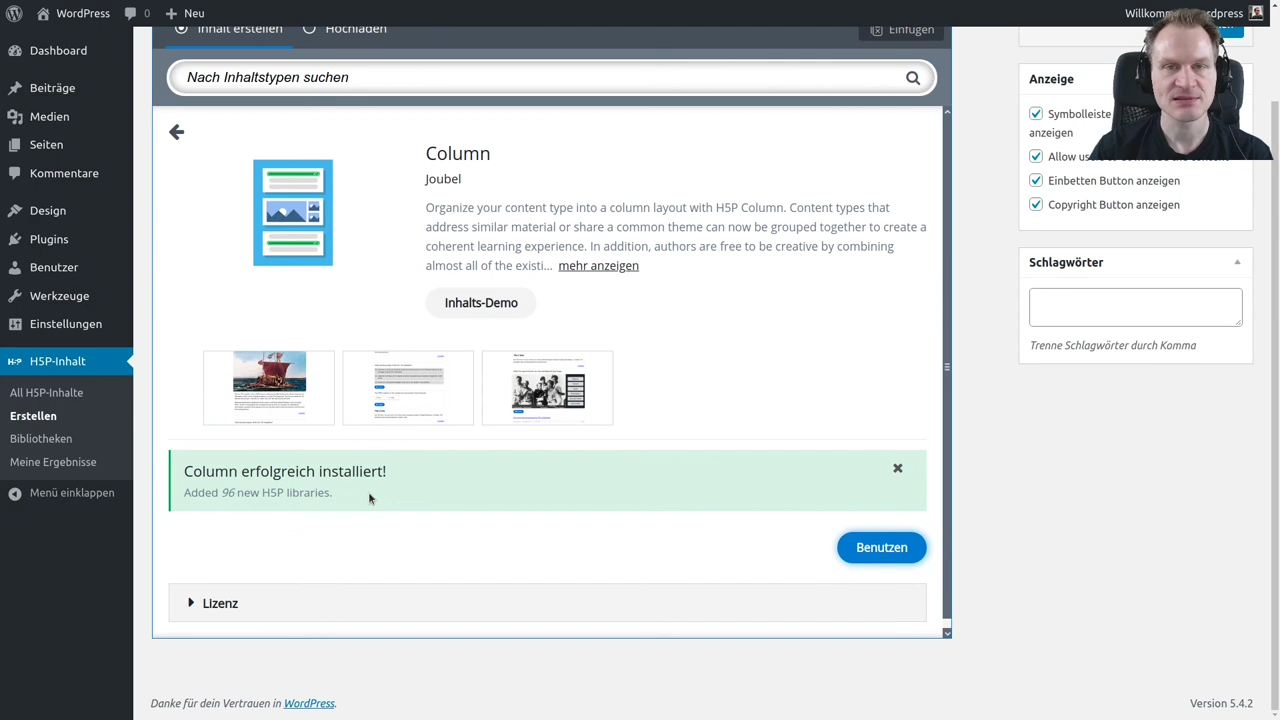 WordPress
0
Neu
Willkomm
rdpress
Dashboard
Beiträge
Medien
Seiten
Kommentare
Design
Plugins
Benutzer
Werkzeuge
Einstellungen
H5P-Inhalt
All H5P-Inhalte
Erstellen
Bibliotheken
Meine Ergebnisse
Menü einklappen
Inhalt erstellen
Hochladen
Einfügen
Nach Inhaltstypen suchen
Column
Joubel
Organize your content type into a column layout with H5P Column. Content types that
address similar material or share a common theme can now be grouped together to create a
coherent learning experience. In addition, authors are free to be creative by combining
almost all of the existi... mehr anzeigen
Inhalts-Demo
Column erfolgreich installiert!
Added 96 new H5P libraries.
Benutzen
Lizenz
Anzeige
Symbolleiste
anzeigen
Allow us
Einbetten Button anzeigen
Copyright Button anzeigen
Schlagwörter
Trenne Schlagwörter durch Komma
Danke für dein Vertrauen in WordPress.
Version 5.4.2